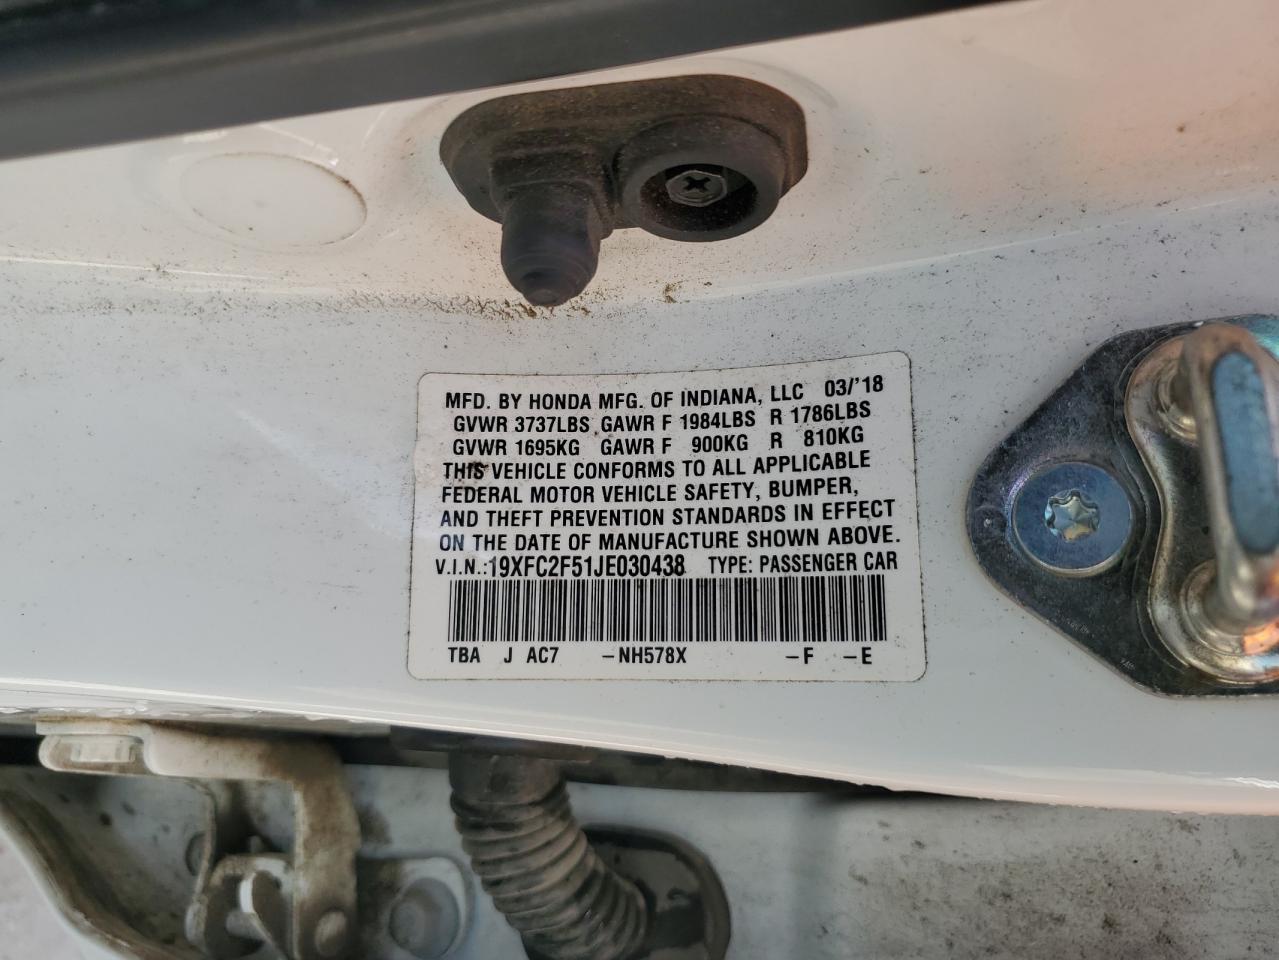 MFD. BY HONDA MFG. OF INDIANA, LLC 03/'18
GVWR 3737LBS GAWR F 1984LBS R 1786LBS
GVWR 1695KG GAWR F 900KG R 810KG
THIS VEHICLE CONFORMS TO ALL APPLICABLE
FEDERAL MOTOR VEHICLE SAFETY, BUMPER,
AND THEFT PREVENTION STANDARDS IN EFFECT
ON THE DATE OF MANUFACTURE SHOWN ABOVE.
V.I.N.:19XFC2F51JE030438 TYPE: PASSENGER CAR
TBA J AC7 -NH578X -F -E